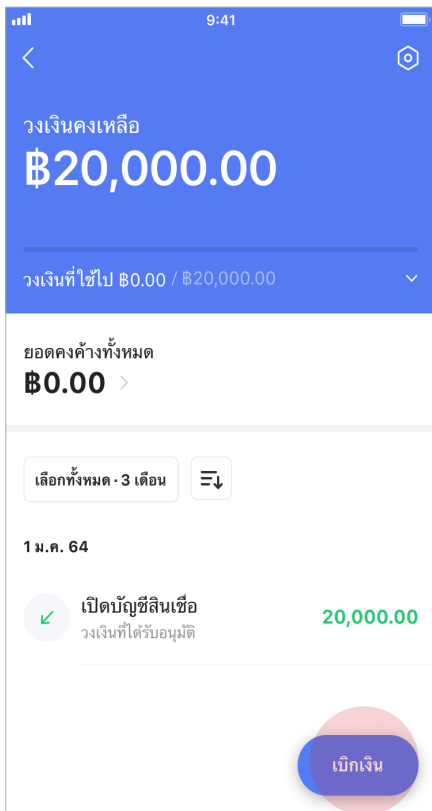 9:41
วงเงินคงเหลือ
฿20,000.00
วงเงินที่ใช้ไป ฿0.00 / ฿20,000.00
ยอดคงค้างทั้งหมด
฿0.00
เลือกทั้งหมด · 3 เดือน
1 ม.ค. 64
เปิดบัญชีสินเชื่อ
20,000.00
วงเงินที่ได้รับอนุมัติ
เบิกเงิน